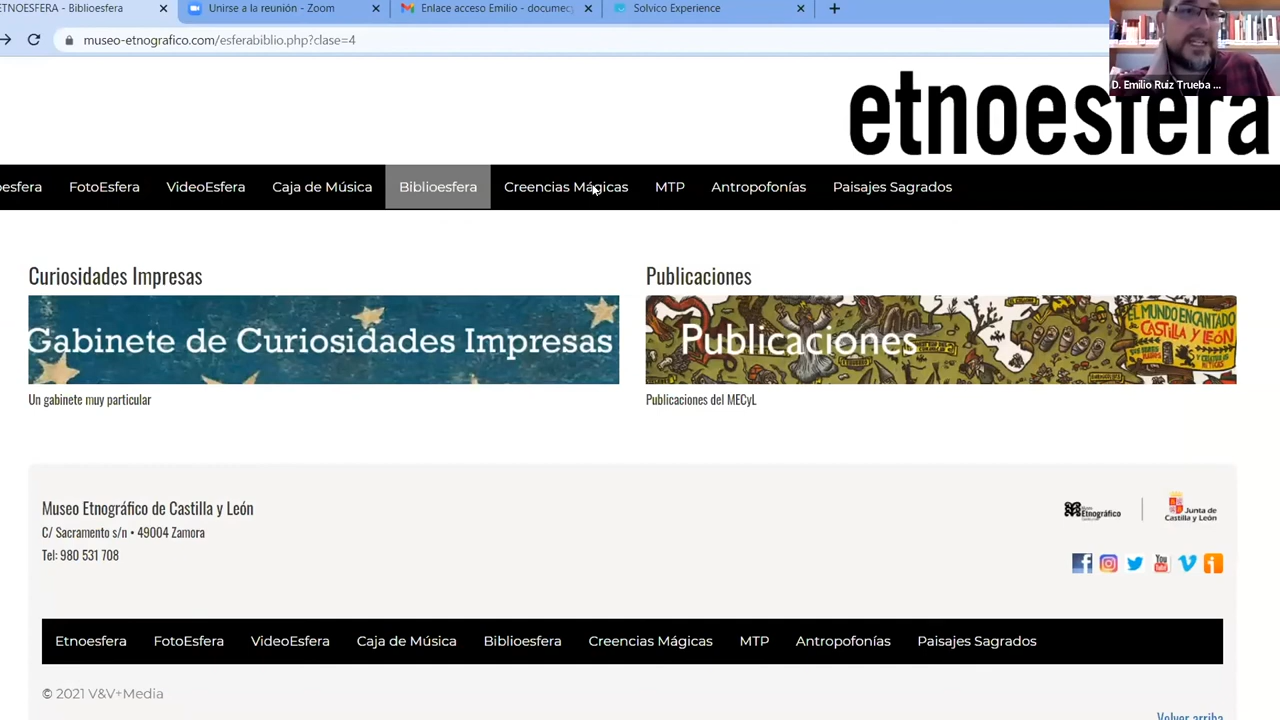 ETNOESFERA - Biblioesfera
Unirse a la reunión - Zoom
Enlace acceso Emilio - documec
Solvico Experience
museo-etnografico.com/esferabiblio.php?clase=4
D. Emilio Ruiz Trueba ...
etnoesfera
oesfera FotoEsfera VideoEsfera Caja de Música Biblioesfera Creencias Mágicas MTP Antropofonías Paisajes Sagrados
Curiosidades Impresas
Publicaciones
Gabinete de Curiosidades Impresas
Publicaciones
EL MUNDO ENCANTADO
CASTILLA Y LEÓN
Un gabinete muy particular
Publicaciones del MECyL
Museo Etnográfico de Castilla y León
C/ Sacramento s/n • 49004 Zamora
Tel: 980 531 708
Etnográfico
Junta de
Castilla y León
You
Etnoesfera FotoEsfera VideoEsfera Caja de Música Biblioesfera Creencias Mágicas MTP Antropofonías Paisajes Sagrados
© 2021 V&V+Media
Volver arriba